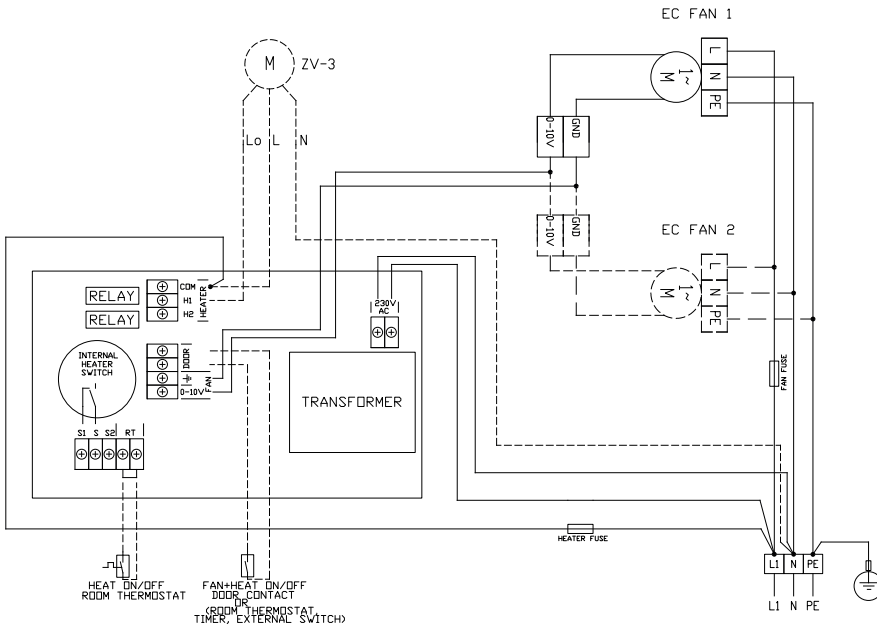 EC FAN 1
M
ZV-3
L
N
PE
M
1~
0-10V
GND
Lo
L
N
0-10V
GND
EC FAN 2
L
N
PE
M
1~
RELAY
RELAY
COM
H1
H2
HEATER
230V
AC
INTERNAL
HEATER
SWITCH
DOOR
FAN
0-10V
TRANSFORMER
S1 S S2 RT
FAN FUSE
HEATER FUSE
L1 N PE
L1 N PE
HEAT ON/OFF
ROOM THERMOSTAT
FAN+HEAT ON/OFF
DOOR CONTACT
OR
(ROOM THERMOSTAT,
TIMER, EXTERNAL SWITCH)